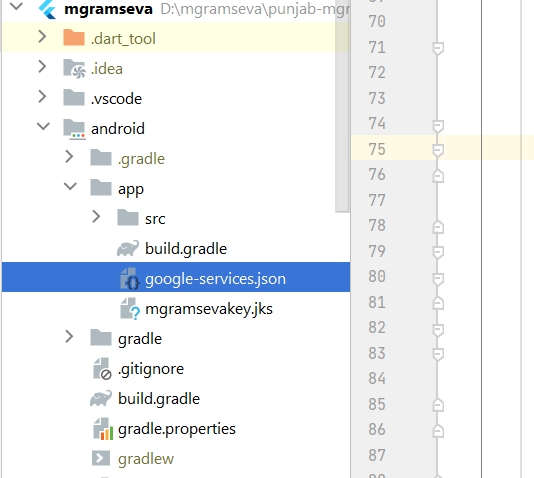 mgramseva D:\mgramseva\punjab-mgr
.dart_tool
.idea
.vscode
android
.gradle
app
src
build.gradle
google-services.json
mgramsevakey.jks
gradle
.gitignore
build.gradle
gradle.properties
gradlew
70
71
72
73
74
75
76
77
78
79
80
81
82
83
84
85
86
87